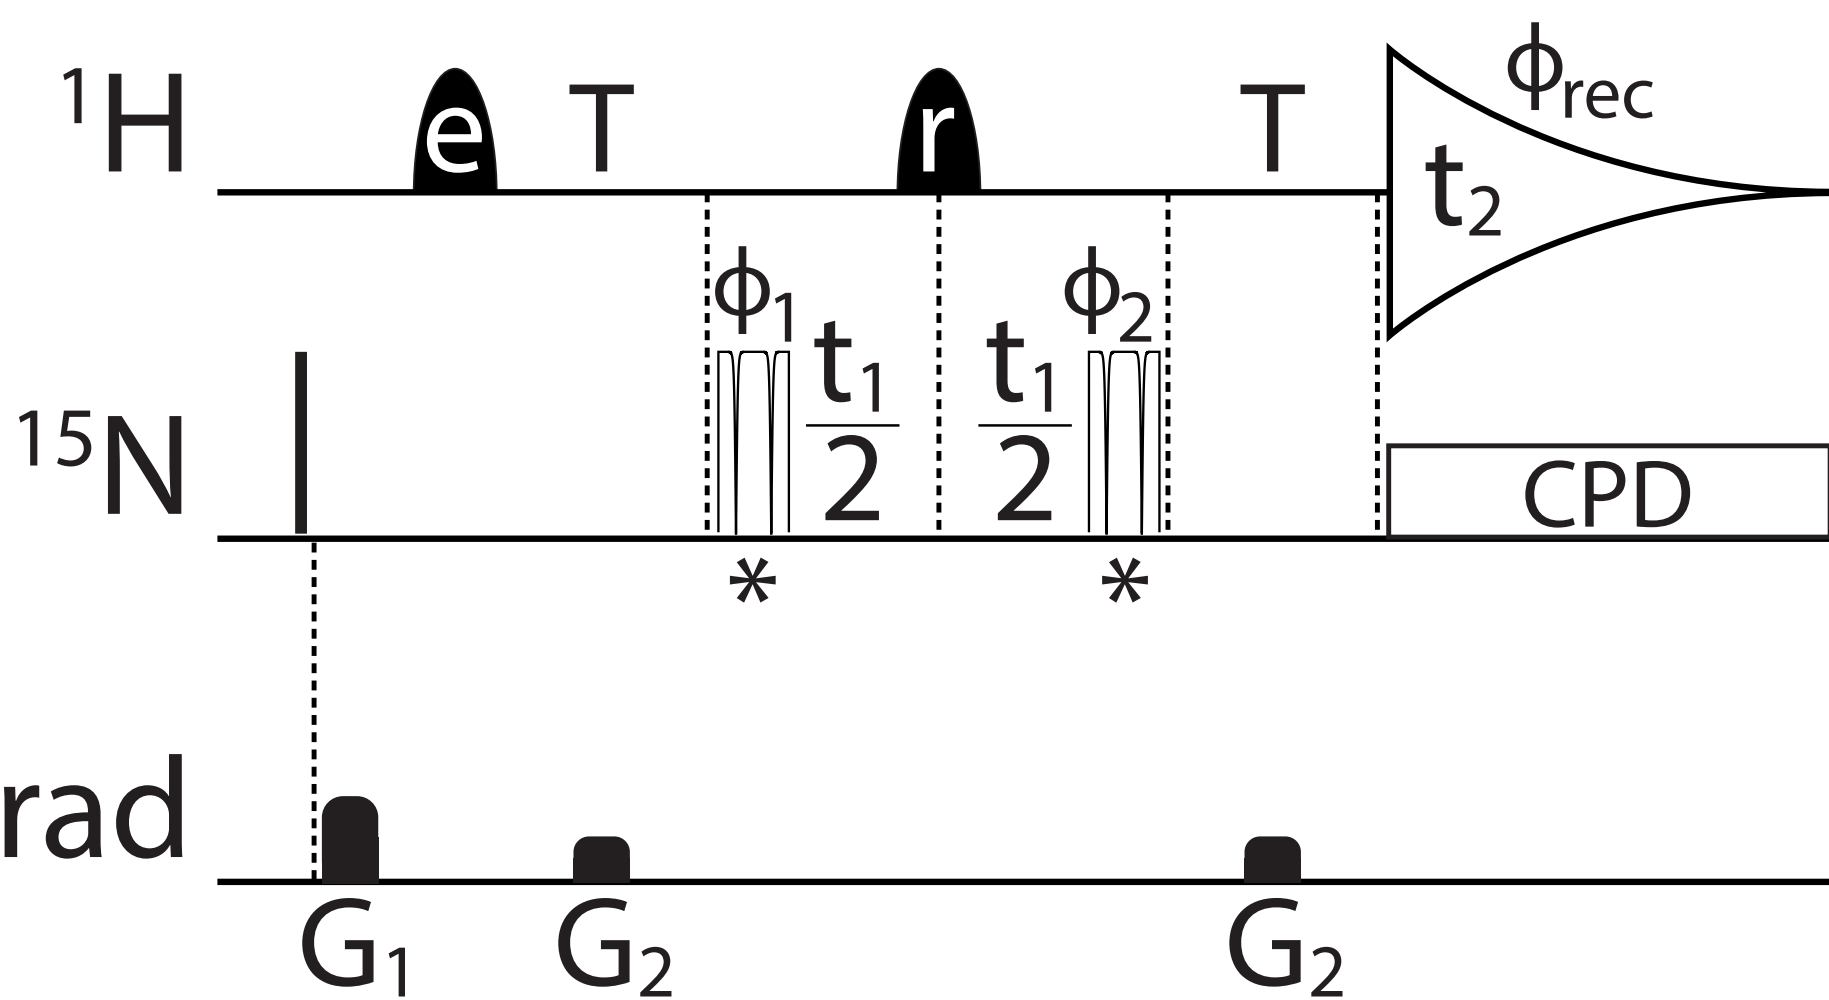 ¹H e T r T t₂ ϕrec
ϕ₁ ϕ₂
t₁ t₁
2 2
¹⁵N CPD
* *
rad
G₁ G₂ G₂